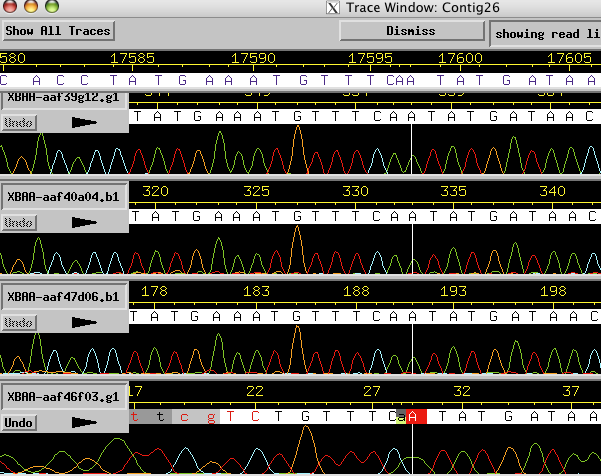 Trace Window: Contig26
Show All Traces
Dismiss
showing read li
580 17585 17590 17595 17600 17605
C A C C T A T G A A A T G T T T CAA T A T G A T A A
XBAA-aaf39g12.g1
Undo
T A T G A A A T G T T T C A A T A T G A T A A C
XBAA-aaf40a04.b1
320 325 330 335 340
Undo
T A T G A A A T G T T T C A A T A T G A T A A C
XBAA-aaf47d06.b1
178 183 188 193 198
Undo
T A T G A A A T G T T T C A A T A T G A T A A C
XBAA-aaf46f03.g1
17 22 27 32 37
Undo
t t c g T C T G T T T C a A T A T G A T A A